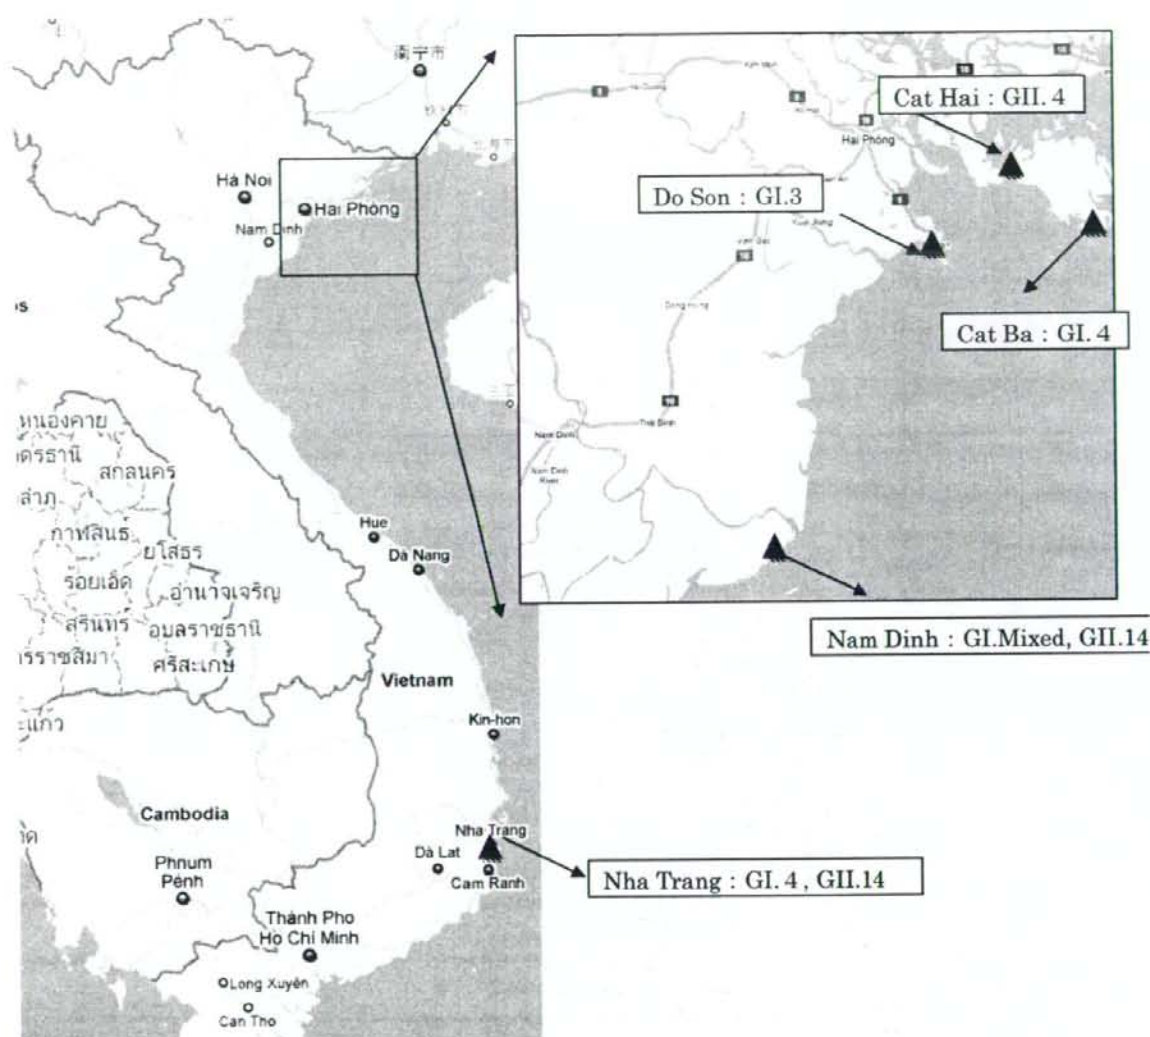 南宁市
Hà Noi
Hai Phòng
Nam Dinh
หนองคาย
สกลนคร
กาฬสินธุ์
ยโสธร
ร้อยเอ็ด
อำนาจเจริญ
สุรินทร์
อุบลราชธานี
ศรีสะเกษ
Hue
Dà Nang
Vietnam
Kin-hon
Cambodia
Nha Trang
Dà Lat
Cam Ranh
Phnum
Pénh
Thành Pho
Ho Chi Minh
Long Xuyên
Can Tho
Cat Hai : GII. 4
Hai Phòng
Do Son : GI.3
Cat Ba : GI. 4
Nam Dinh
Nam Dinh
River
Nam Dinh : GI.Mixed, GII.14
Nha Trang : GI. 4 , GII.14